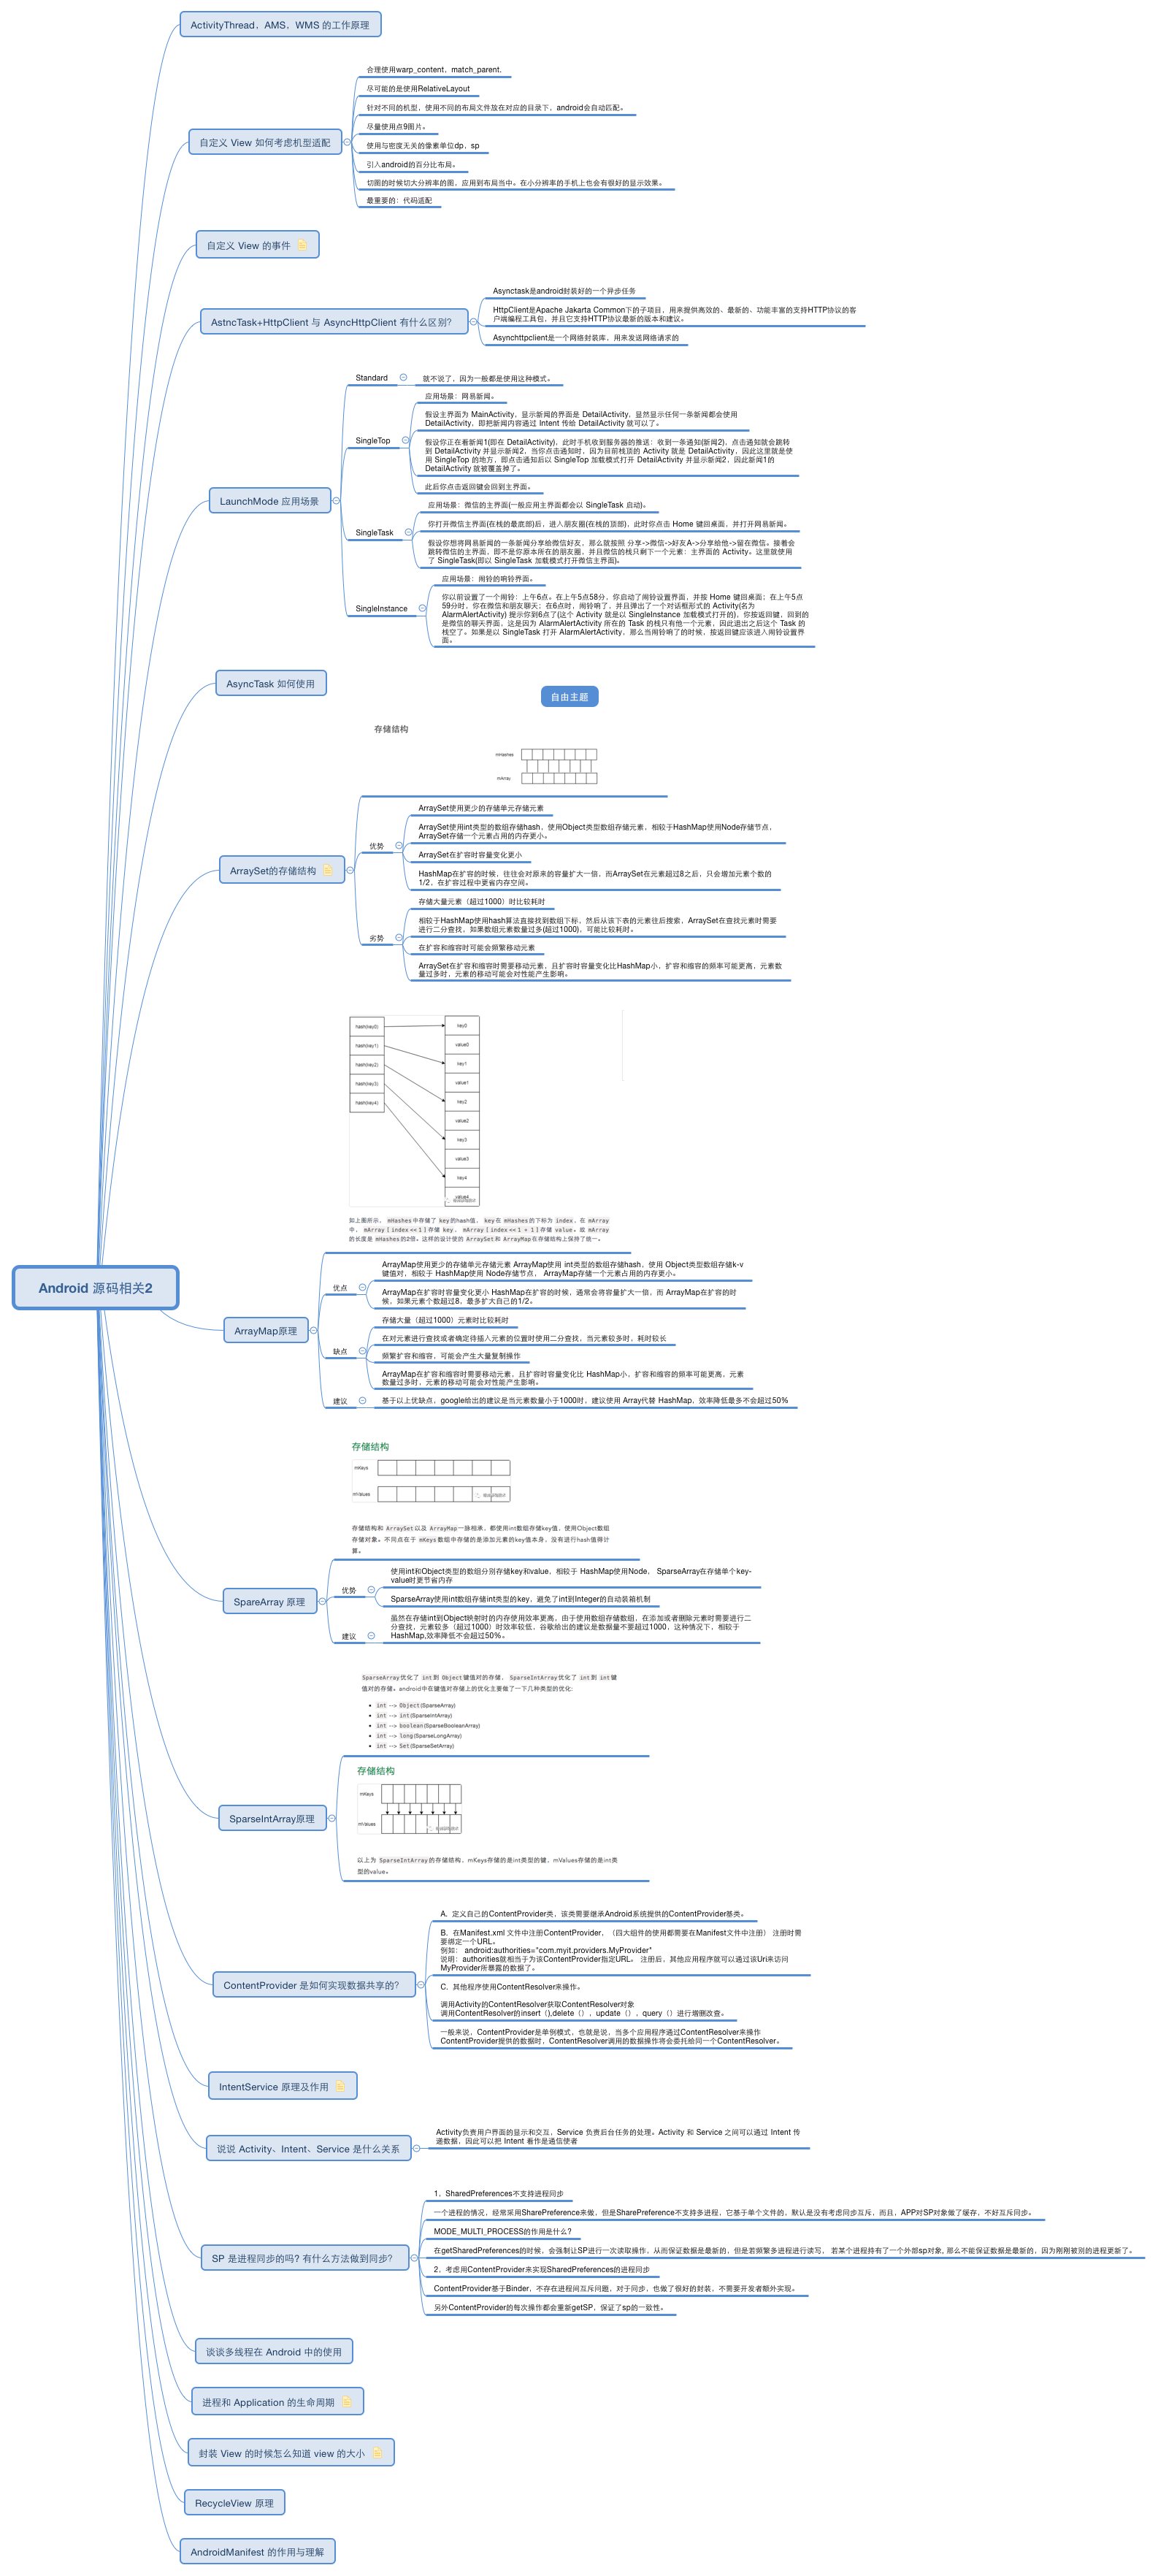 ActivityThread，AMS，WMS 的工作原理
自定义 View 如何考虑机型适配
合理使用warp_content，match_parent.
尽可能的是使用RelativeLayout
针对不同的机型，使用不同的布局文件放在对应的目录下，android会自动匹配。
尽量使用点9图片。
使用与密度无关的像素单位dp，sp
引入android的百分比布局。
切图的时候切大分辨率的图，应用到布局当中。在小分辨率的手机上也会有很好的显示效果。
最重要的：代码适配
自定义 View 的事件
AstncTask+HttpClient 与 AsyncHttpClient 有什么区别?
Asynctask是android封装好的一个异步任务
HttpClient是Apache Jakarta Common下的子项目，用来提供高效的、最新的、功能丰富的支持HTTP协议的客
户端编程工具包，并且它支持HTTP协议最新的版本和建议。
Asynchttpclient是一个网络封装库，用来发送网络请求的
LaunchMode 应用场景
Standard
就不说了，因为一般都是使用这种模式。
SingleTop
应用场景：网易新闻。
假设主界面为 MainActivity，显示新闻的界面是 DetailActivity，显然显示任何一条新闻都会使用
DetailActivity，即把新闻内容通过 Intent 传给 DetailActivity 就可以了。
假设你正在看新闻1(即在 DetailActivity)，此时手机收到服务器的推送：收到一条通知(新闻2)，点击通知就会跳转
到 DetailActivity 并显示新闻2，当你点击通知时，因为目前栈顶的 Activity 就是 DetailActivity，因此这里就是使
用 SingleTop 的地方，即点击通知后以 SingleTop 加载模式打开 DetailActivity 并显示新闻2，因此新闻1的
DetailActivity 就被覆盖掉了。
此后你点击返回键会回到主界面。
SingleTask
应用场景：微信的主界面(一般应用主界面都会以 SingleTask 启动)。
你打开微信主界面(在栈的最底部)后，进入朋友圈(在栈的顶部)，此时你点击 Home 键回桌面，并打开网易新闻。
假设你想将网易新闻的一条新闻分享给微信好友，那么就按照 分享->微信->好友A->分享给他->留在微信。接着会
跳转微信的主界面，即不是你原本所在的朋友圈，并且微信的栈只剩下一个元素：主界面的 Activity。这里就使用
了 SingleTask(即以 SingleTask 加载模式打开微信主界面)。
SingleInstance
应用场景：闹铃的响铃界面。
你以前设置了一个闹铃：上午6点。在上午5点58分，你启动了闹铃设置界面，并按 Home 键回桌面；在上午5点
59分时，你在微信和朋友聊天；在6点时，闹铃响了，并且弹出了一个对话框形式的 Activity(名为
AlarmAlertActivity) 提示你到6点了(这个 Activity 就是以 SingleInstance 加载模式打开的)，你按返回键，回到的
是微信的聊天界面，这是因为 AlarmAlertActivity 所在的 Task 的栈只有他一个元素，因此退出之后这个 Task 的
栈空了。如果是以 SingleTask 打开 AlarmAlertActivity，那么当闹铃响了的时候，按返回键应该进入闹铃设置界
面。
AsyncTask 如何使用
自由主题
存储结构
mHashes
mArray
ArraySet的存储结构
优势
ArraySet使用更少的存储单元存储元素
ArraySet使用int类型的数组存储hash，使用Object类型数组存储元素，相较于HashMap使用Node存储节点，
ArraySet存储一个元素占用的内存更小。
ArraySet在扩容时容量变化更小
HashMap在扩容的时候，往往会对原来的容量扩大一倍，而ArraySet在元素超过8之后，只会增加元素个数的
1/2，在扩容过程中更省内存空间。
劣势
存储大量元素（超过1000）时比较耗时
相较于HashMap使用hash算法直接找到数组下标，然后从该下表的元素往后搜索，ArraySet在查找元素时需要
进行二分查找，如果数组元素数量过多(超过1000)，可能比较耗时。
在扩容和缩容时可能会频繁移动元素
ArraySet在扩容和缩容时需要移动元素，且扩容时容量变化比HashMap小，扩容和缩容的频率可能更高，元素数
量过多时，元素的移动可能会对性能产生影响。
hash(key0)
hash(key1)
hash(key2)
hash(key3)
hash(key4)
key0
value0
key1
value1
key2
value2
key3
value3
key4
value4
如上图所示， mHashes 中存储了 key 的hash值， key 在 mHashes 的下标为 index，在 mArray
中， mArray [ index << 1 ] 存储 key ， mArray [ index << 1 + 1 ] 存储 value 。故 mArray
的长度是 mHashes 的2倍。这样的设计使的 ArraySet 和 ArrayMap 在存储结构上保持了统一。
Android 源码相关2
ArrayMap原理
优点
ArrayMap使用更少的存储单元存储元素 ArrayMap使用 int类型的数组存储hash，使用 Object类型数组存储k-v
键值对，相较于 HashMap使用 Node存储节点， ArrayMap存储一个元素占用的内存更小。
ArrayMap在扩容时容量变化更小 HashMap在扩容的时候，通常会将容量扩大一倍，而 ArrayMap在扩容的时
候，如果元素个数超过8，最多扩大自己的1/2。
缺点
存储大量（超过1000）元素时比较耗时
在对元素进行查找或者确定待插入元素的位置时使用二分查找，当元素较多时，耗时较长
频繁扩容和缩容，可能会产生大量复制操作
ArrayMap在扩容和缩容时需要移动元素，且扩容时容量变化比 HashMap小，扩容和缩容的频率可能更高，元素
数量过多时，元素的移动可能会对性能产生影响。
建议
基于以上优缺点，google给出的建议是当元素数量小于1000时，建议使用 Array代替 HashMap，效率降低最多不会超过50%
存储结构
mKeys
mValues
存储结构和 ArraySet 以及 ArrayMap 一脉相承，都使用int数组存储key值，使用Object数组
存储对象。不同点在于 mKeys 数组中存储的是添加元素的key值本身，没有进行hash值得计
算。
SpareArray 原理
优势
使用int和Object类型的数组分别存储key和value，相较于 HashMap使用Node， SparseArray在存储单个key-
value时更节省内存
SparseArray使用int数组存储int类型的key，避免了int到Integer的自动装箱机制
建议
虽然在存储int到Object映射时的内存使用效率更高，由于使用数组存储数组，在添加或者删除元素时需要进行二
分查找，元素较多（超过1000）时效率较低，谷歌给出的建议是数据量不要超过1000，这种情况下，相较于
HashMap,效率降低不会超过50%。
SparseArray 优化了 int 到 Object 键值对的存储， SparseIntArray 优化了 int 到 int 键
值对的存储。android中在键值对存储上的优化主要做了一下几种类型的优化:
• int --> Object(SparseArray)
• int --> int(SparseIntArray)
• int --> boolean(SparseBooleanArray)
• int --> long(SparseLongArray)
• int --> Set(SparseSetArray)
SparseIntArray原理
存储结构
mKeys
mValues
以上为 SparseIntArray 的存储结构，mKeys存储的是int类型的键，mValues存储的是int类
型的value。
ContentProvider 是如何实现数据共享的?
A．定义自己的ContentProvider类，该类需要继承Android系统提供的ContentProvider基类。
B．在Manifest.xml 文件中注册ContentProvider，（四大组件的使用都需要在Manifest文件中注册） 注册时需
要绑定一个URL。
例如： android:authorities="com.myit.providers.MyProvider"
说明：authorities就相当于为该ContentProvider指定URL。 注册后，其他应用程序就可以通过该Uri来访问
MyProvider所暴露的数据了。
C．其他程序使用ContentResolver来操作。
调用Activity的ContentResolver获取ContentResolver对象
调用ContentResolver的insert（),delete（），update（），query（）进行增删改查。
一般来说，ContentProvider是单例模式，也就是说，当多个应用程序通过ContentResolver来操作
ContentProvider提供的数据时，ContentResolver调用的数据操作将会委托给同一个ContentResolver。
IntentService 原理及作用
说说 Activity、Intent、Service 是什么关系
Activity负责用户界面的显示和交互，Service 负责后台任务的处理。Activity 和 Service 之间可以通过 Intent 传
递数据，因此可以把 Intent 看作是通信使者
SP 是进程同步的吗? 有什么方法做到同步?
1，SharedPreferences不支持进程同步
一个进程的情况，经常采用SharePreference来做，但是SharePreference不支持多进程，它基于单个文件的，默认是没有考虑同步互斥，而且，APP对SP对象做了缓存，不好互斥同步。
MODE_MULTI_PROCESS的作用是什么?
在getSharedPreferences的时候，会强制让SP进行一次读取操作，从而保证数据是最新的，但是若频繁多进程进行读写，若某个进程持有了一个外部sp对象, 那么不能保证数据是最新的，因为刚刚被别的进程更新了。
2，考虑用ContentProvider来实现SharedPreferences的进程同步
ContentProvider基于Binder，不存在进程间互斥问题，对于同步，也做了很好的封装，不需要开发者额外实现。
另外ContentProvider的每次操作都会重新getSP，保证了sp的一致性。
谈谈多线程在 Android 中的使用
进程和 Application 的生命周期
封装 View 的时候怎么知道 view 的大小
RecycleView 原理
AndroidManifest 的作用与理解